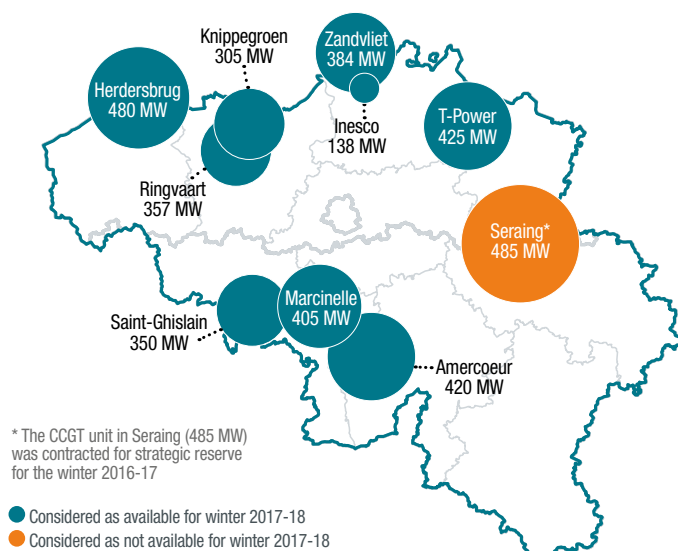 Knippegroen
305 MW
Zandvliet
384 MW
Herdersbrug
480 MW
T-Power
425 MW
Inesco
138 MW
Ringvaart
357 MW
Seraing*
485 MW
Marcinelle
405 MW
Saint-Ghislain
350 MW
Amercoeur
420 MW
* The CCGT unit in Seraing (485 MW)
was contracted for strategic reserve
for the winter 2016-17
Considered as available for winter 2017-18
Considered as not available for winter 2017-18